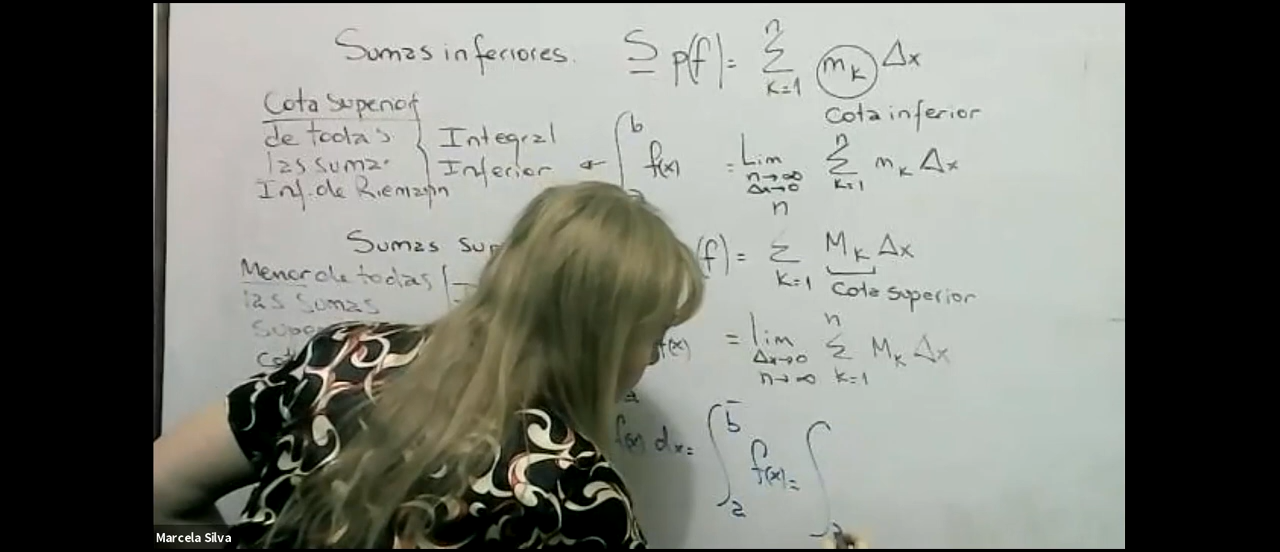 Sumas inferiores. S̲ p(f) = Σ n k=1 mₖ Δx
Cota inferior
Cota superior
de todas
las sumas
Inf. de Riemann
Integral
Inferior ← ∫ b f(x) = Lim n→∞ Δx→0 Σ n k=1 mₖ Δx
Sumas (f) = Σ n k=1 Mₖ Δx
Cota superior
Menor de todas
las sumas
f(x) = lim Δx→0 n→∞ Σ n k=1 Mₖ Δx
f(x) dx = ∫ b̅ a f(x) = ∫
Marcela Silva